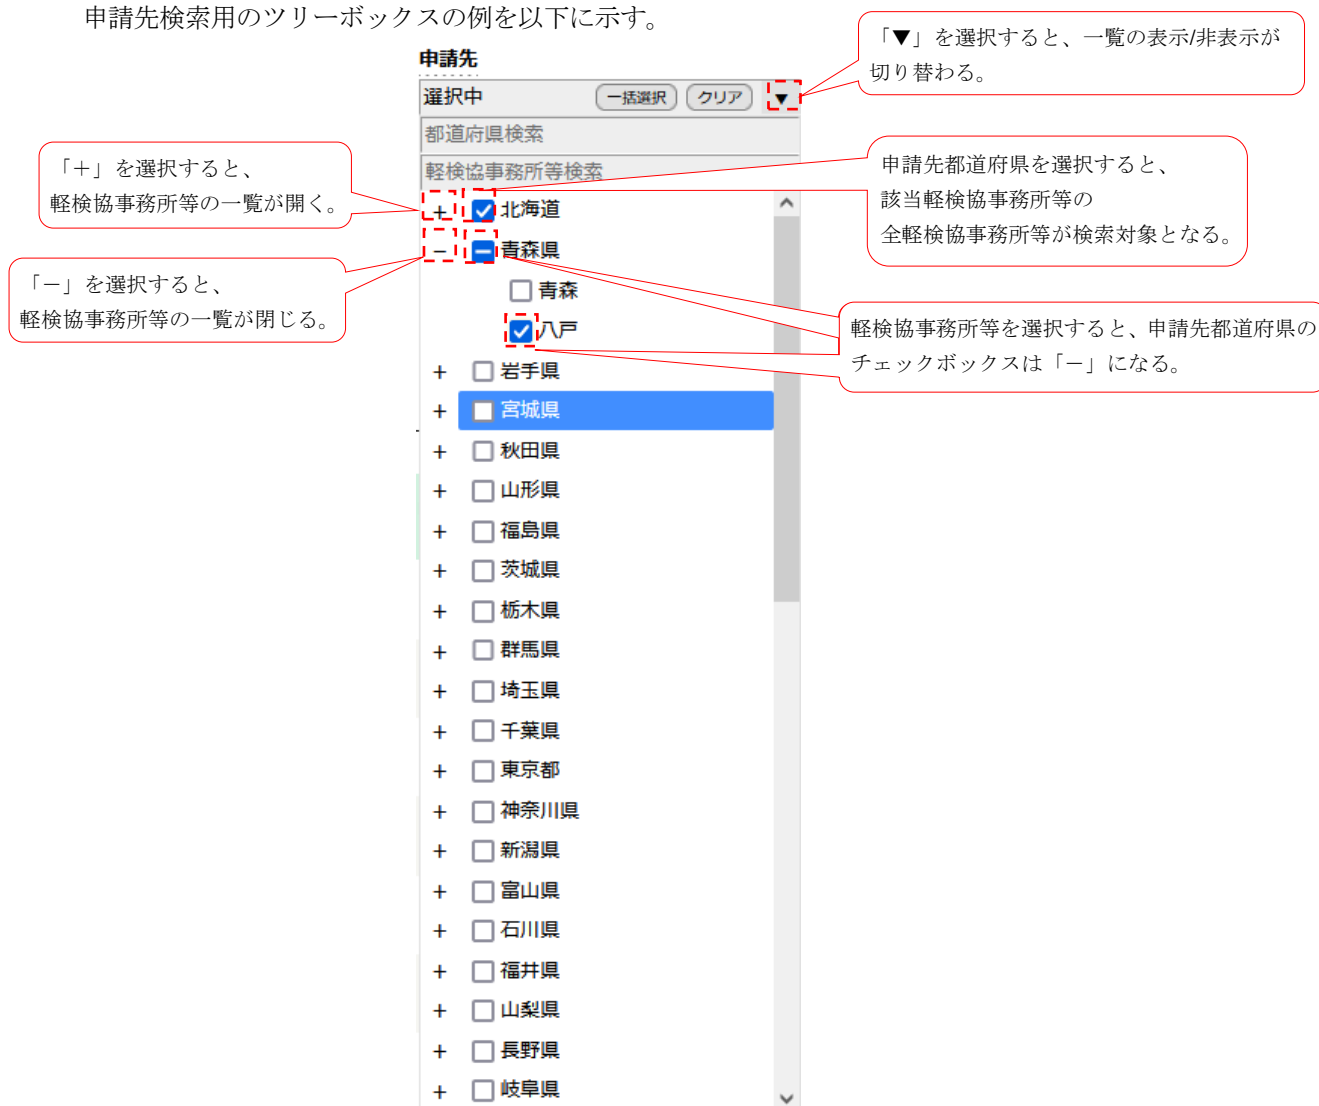 申請先検索用のツリーボックスの例を以下に示す。
「▼」を選択すると、一覧の表示/非表示が
切り替わる。
申請先
選択中 一括選択 クリア ▼
都道府県検索
軽検協事務所等検索
「＋」を選択すると、
軽検協事務所等の一覧が開く。
申請先都道府県を選択すると、
該当軽検協事務所等の
全軽検協事務所等が検索対象となる。
+ 北海道
− 青森県
青森
八戸
「－」を選択すると、
軽検協事務所等の一覧が閉じる。
軽検協事務所等を選択すると、申請先都道府県の
チェックボックスは「－」になる。
+ 岩手県
+ 宮城県
+ 秋田県
+ 山形県
+ 福島県
+ 茨城県
+ 栃木県
+ 群馬県
+ 埼玉県
+ 千葉県
+ 東京都
+ 神奈川県
+ 新潟県
+ 富山県
+ 石川県
+ 福井県
+ 山梨県
+ 長野県
+ 岐阜県